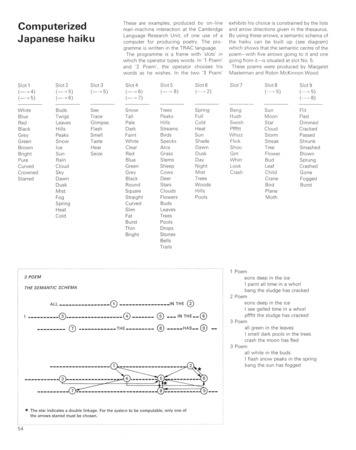 Computerized
Japanese haiku
These are examples, produced by on-line
man-machine interaction at the Cambridge
Language Research Unit, of one use of a
computer for producing poetry. The pro-
gramme is written in the TRAC language.
The programme is a frame with 'slots' in
which the operator types words. In '1 Poem'
and '2 Poem', the operator chooses his
words as he wishes. In the two '3 Poem'
exhibits his choice is constrained by the lists
and arrow directions given in the thesaurus.
By using these arrows, a semantic schema of
the haiku can be built up (see diagram)
which shows that the semantic centre of the
poem—with five arrows going to it and one
going from it—is situated at slot No. 5.
These poems were produced by Margaret
Masterman and Robin McKinnon Wood
Slot 1
(—→4)
(—→5)
White
Blue
Red
Black
Grey
Green
Brown
Bright
Pure
Curved
Crowned
Starred
Slot 2
(—→5)
(—→6)
Buds
Twigs
Leaves
Hills
Peaks
Snow
Ice
Sun
Rain
Cloud
Sky
Dawn
Dusk
Mist
Fog
Spring
Heat
Cold
Slot 3
(—→5)
See
Trace
Glimpse
Flash
Smell
Taste
Hear
Seize
Slot 4
(—→6)
(—→7)
Snow
Tall
Pale
Dark
Faint
White
Clear
Red
Blue
Green
Grey
Black
Round
Square
Straight
Curved
Slim
Fat
Burst
Thin
Bright
Slot 5
(—→8)
Trees
Peaks
Hills
Streams
Birds
Specks
Arcs
Grass
Stems
Sheep
Cows
Deer
Stars
Clouds
Flowers
Buds
Leaves
Trees
Pools
Drops
Stones
Bells
Trails
Slot 6
(—→2)
Spring
Full
Cold
Heat
Sun
Shade
Dawn
Dusk
Day
Night
Mist
Trees
Woods
Hills
Pools
Slot 7
Bang
Hush
Swish
Pffftt
Whizz
Flick
Shoo
Grrr
Whirr
Look
Crash
Slot 8
(—→5)
Sun
Moon
Star
Cloud
Storm
Streak
Tree
Flower
Bud
Leaf
Child
Crane
Bird
Plane
Moth
Slot 9
(—→5)
(—→8)
Flit
Fled
Dimmed
Cracked
Passed
Shrunk
Smashed
Blown
Sprung
Crashed
Gone
Fogged
Burst
3 POEM
THE SEMANTIC SCHEMA
ALL 1 IN THE 2
I 3 4 5 IN THE 6
7 THE 8 HAS 9
1 2
3 4 5 6
7 8 9
* The star indicates a double linkage. For the system to be computable, only one of
the arrows starred must be chosen.
1 Poem
eons deep in the ice
I paint all time in a whorl
bang the sludge has cracked
2 Poem
eons deep in the ice
I see gelled time in a whorl
pffftt the sludge has cracked
3 Poem
all green in the leaves
I smell dark pools in the trees
crash the moon has fled
3 Poem
all white in the buds
I flash snow peaks in the spring
bang the sun has fogged
54